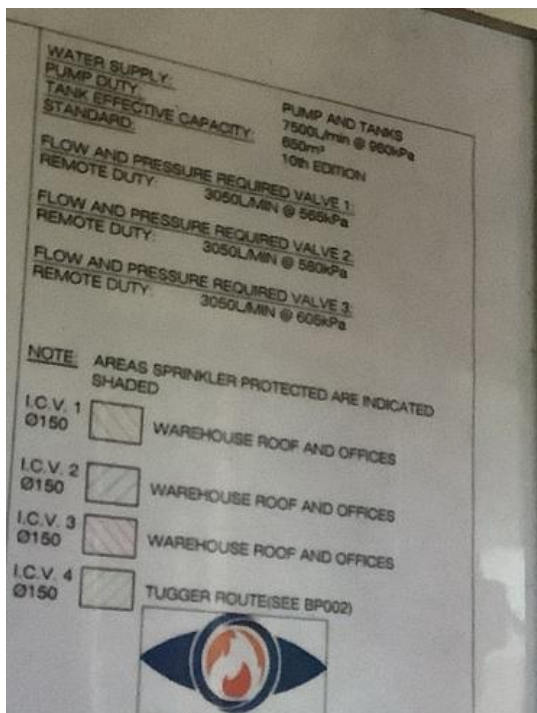 WATER SUPPLY: PUMP AND TANKS
PUMP DUTY: 7500L/min @ 960kPa
TANK EFFECTIVE CAPACITY: 650m³
STANDARD: 10th EDITION
FLOW AND PRESSURE REQUIRED VALVE 1:
REMOTE DUTY: 3050L/MIN @ 565kPa
FLOW AND PRESSURE REQUIRED VALVE 2:
REMOTE DUTY: 3050L/MIN @ 580kPa
FLOW AND PRESSURE REQUIRED VALVE 3:
REMOTE DUTY: 3050L/MIN @ 605kPa
NOTE: AREAS SPRINKLER PROTECTED ARE INDICATED
SHADED
I.C.V. 1
Ø150 WAREHOUSE ROOF AND OFFICES
I.C.V. 2
Ø150 WAREHOUSE ROOF AND OFFICES
I.C.V. 3
Ø150 WAREHOUSE ROOF AND OFFICES
I.C.V. 4
Ø150 TUGGER ROUTE(SEE BP002)